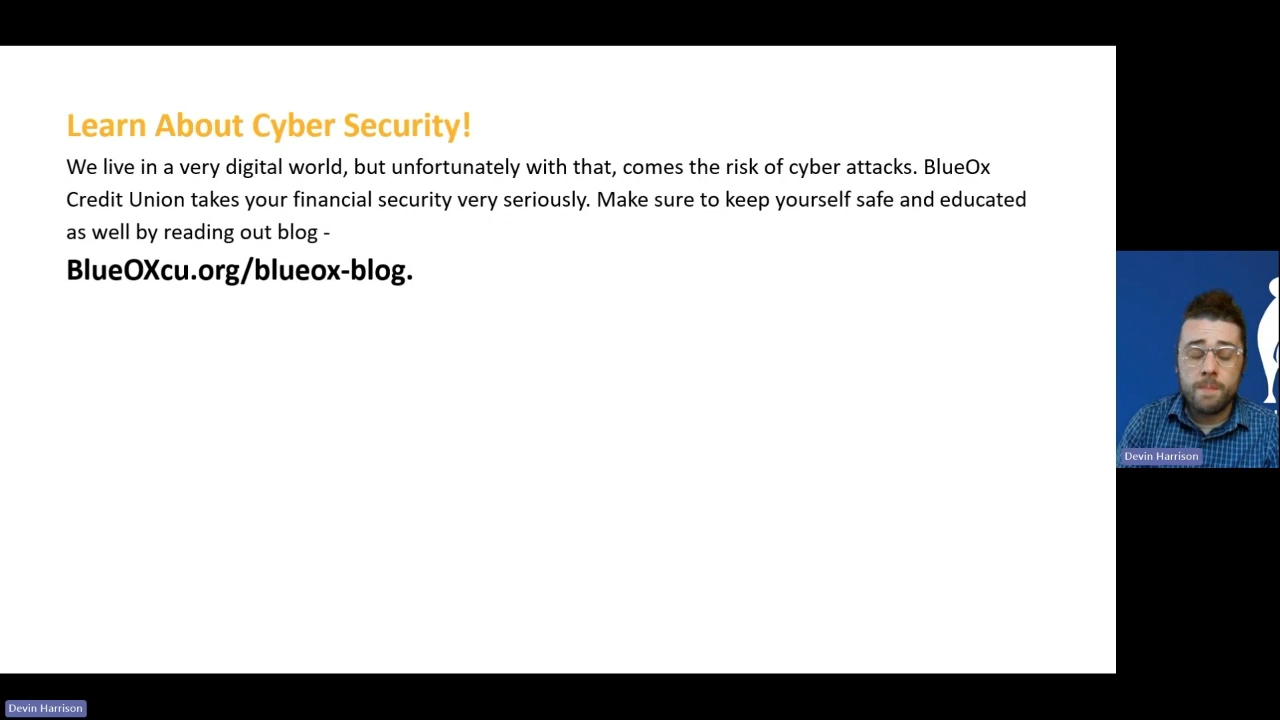 Learn About Cyber Security!
We live in a very digital world, but unfortunately with that, comes the risk of cyber attacks. BlueOx
Credit Union takes your financial security very seriously. Make sure to keep yourself safe and educated
as well by reading out blog -
BlueOXcu.org/blueox-blog.
Devin Harrison
Devin Harrison